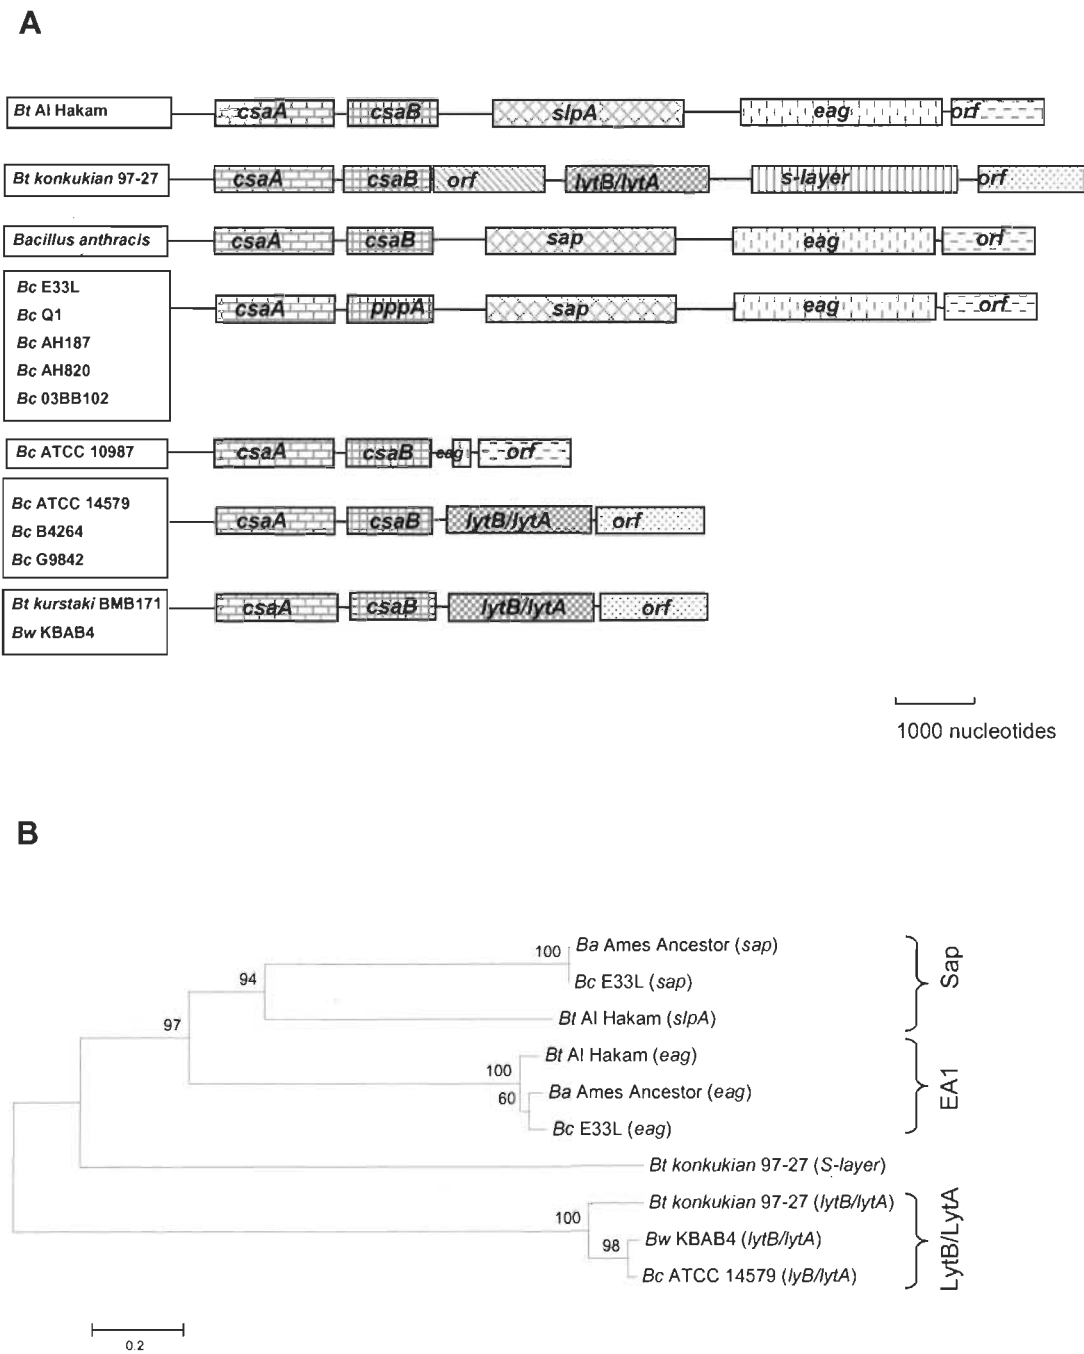 A
Bt Al Hakam csaA csaB slpA eag orf
Bt konkukian 97-27 csaA csaB orf lytB/lytA s-layer orf
Bacillus anthracis csaA csaB sap eag orf
Bc E33L
Bc Q1
Bc AH187
Bc AH820
Bc 03BB102
csaA pppA sap eag orf
Bc ATCC 10987 csaA csaB eag orf
Bc ATCC 14579
Bc B4264
Bc G9842
csaA csaB lytB/lytA orf
Bt kurstaki BMB171
Bw KBAB4
csaA csaB lytB/lytA orf
1000 nucleotides
B
100 Ba Ames Ancestor (sap)
94 Bc E33L (sap)
Bt Al Hakam (slpA)
Sap
97
100 Bt Al Hakam (eag)
60 Ba Ames Ancestor (eag)
Bc E33L (eag)
EA1
Bt konkukian 97-27 (S-layer)
100 Bt konkukian 97-27 (lytB/lytA)
98 Bw KBAB4 (lytB/lytA)
Bc ATCC 14579 (lyB/lytA)
LytB/LytA
0.2